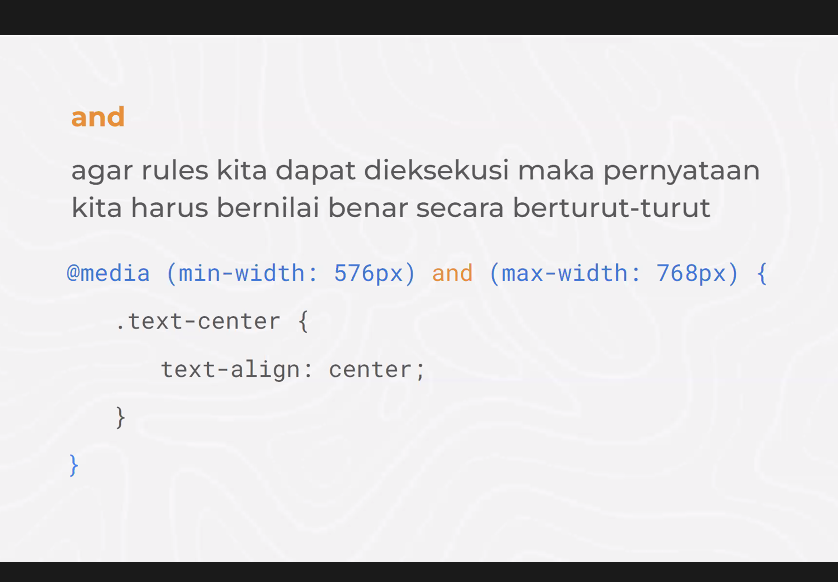 and
agar rules kita dapat dieksekusi maka pernyataan
kita harus bernilai benar secara berturut-turut
@media (min-width: 576px) and (max-width: 768px) {
.text-center {
text-align: center;
}
}